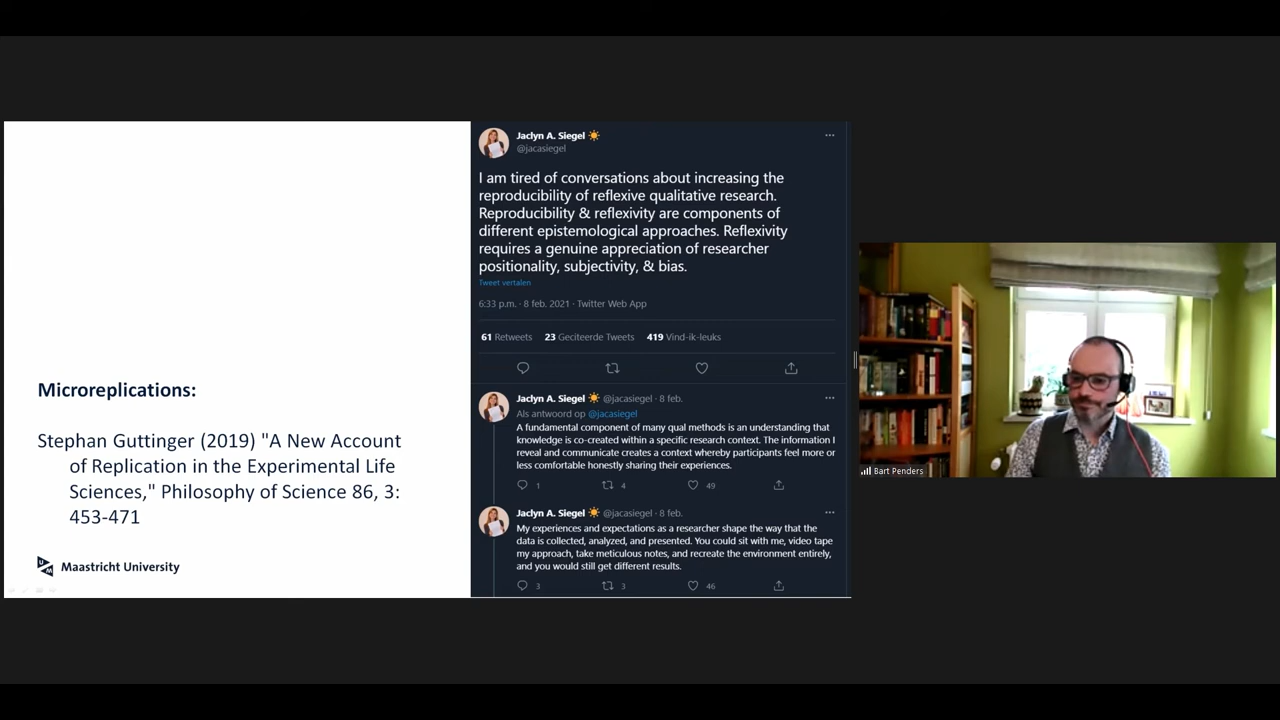 Microreplications:
Stephan Guttinger (2019) "A New Account
of Replication in the Experimental Life
Sciences," Philosophy of Science 86, 3:
453-471
Maastricht University
Jaclyn A. Siegel
@jacasiegel
I am tired of conversations about increasing the
reproducibility of reflexive qualitative research.
Reproducibility & reflexivity are components of
different epistemological approaches. Reflexivity
requires a genuine appreciation of researcher
positionality, subjectivity, & bias.
Tweet vertalen
6:33 p.m. · 8 feb. 2021 · Twitter Web App
61 Retweets 23 Geciteerde Tweets 419 Vind-ik-leuks
Jaclyn A. Siegel @jacasiegel · 8 feb.
Als antwoord op @jacasiegel
A fundamental component of many qual methods is an understanding that
knowledge is co-created within a specific research context. The information I
reveal and communicate creates a context whereby participants feel more or
less comfortable honestly sharing their experiences.
1 4 49
Jaclyn A. Siegel @jacasiegel · 8 feb.
My experiences and expectations as a researcher shape the way that the
data is collected, analyzed, and presented. You could sit with me, video tape
my approach, take meticulous notes, and recreate the environment entirely,
and you would still get different results.
3 3 46
Bart Penders